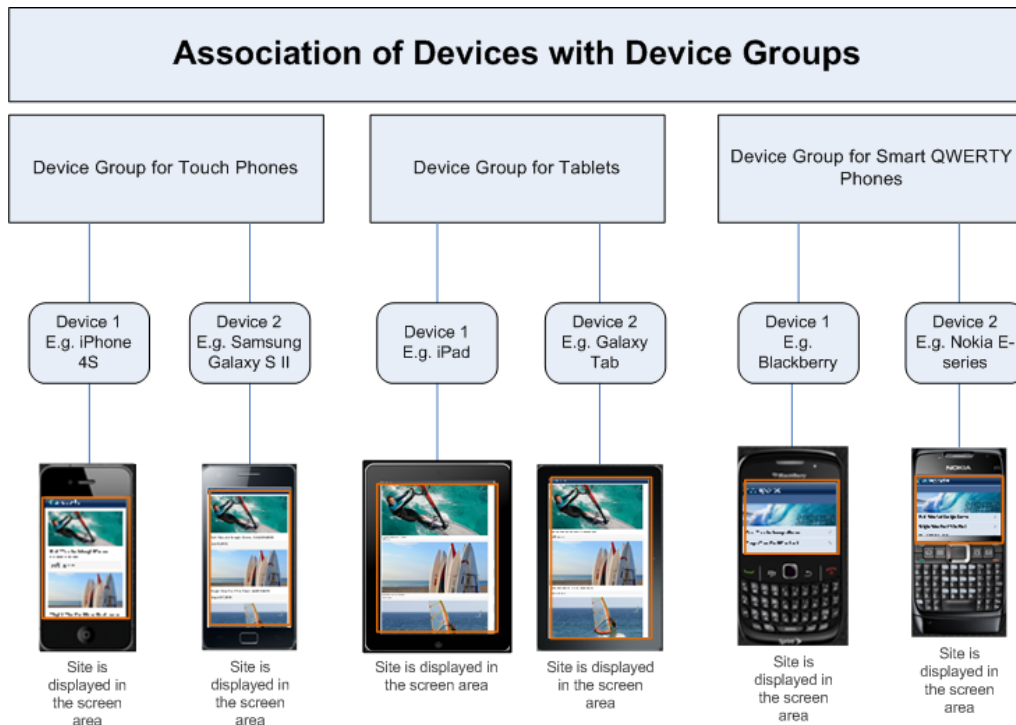 Association of Devices with Device Groups
Device Group for Touch Phones
Device Group for Tablets
Device Group for Smart QWERTY
Phones
Device 1
E.g. iPhone
4S
Device 2
E.g. Samsung
Galaxy S II
Device 1
E.g. iPad
Device 2
E.g. Galaxy
Tab
Device 1
E.g.
Blackberry
Device 2
E.g. Nokia E-
series
BlackBerry
NOKIA
Site is
displayed in
the screen
area
Site is
displayed in
the screen
area
Site is displayed in
the screen area
Site is displayed
in the screen
area
Site is
displayed in
the screen
area
Site is
displayed in
the screen
area